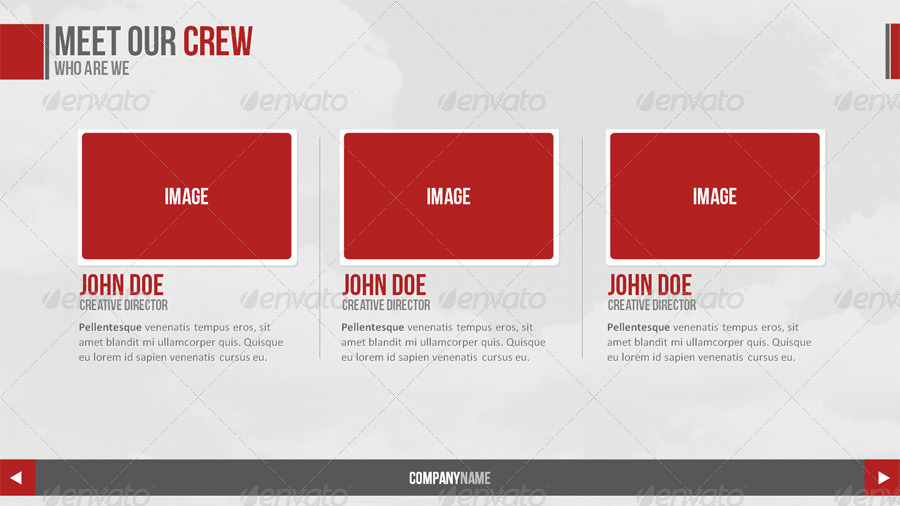 MEET OUR CREW
WHO ARE WE
envato envato envato envato envato
IMAGE IMAGE IMAGE
JOHN DOE JOHN DOE JOHN DOE
CREATIVE DIRECTOR CREATIVE DIRECTOR CREATIVE DIRECTOR
envato envato envato envato envato
Pellentesque venenatis tempus eros, sit
amet blandit mi ullamcorper quis. Quisque
eu lorem id sapien venenatis cursus eu.
Pellentesque venenatis tempus eros, sit
amet blandit mi ullamcorper quis. Quisque
eu lorem id sapien venenatis cursus eu.
Pellentesque venenatis tempus eros, sit
amet blandit mi ullamcorper quis. Quisque
eu lorem id sapien venenatis cursus eu.
COMPANYNAME
envato envato envato envato envato